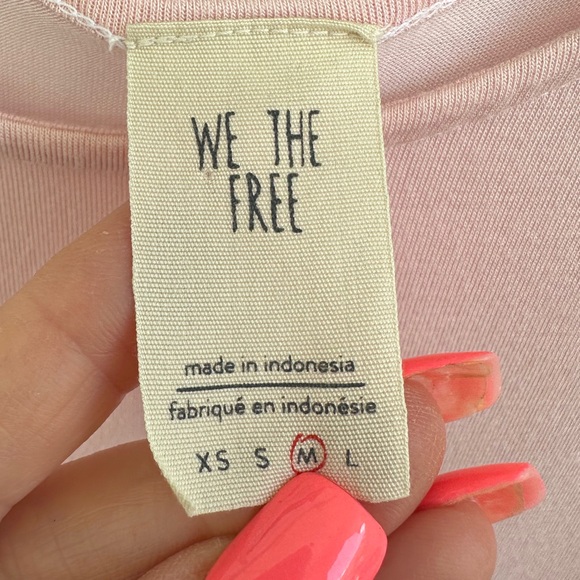 WE THE
FREE
made in indonesia
fabriqué en indonésie
XS S M L